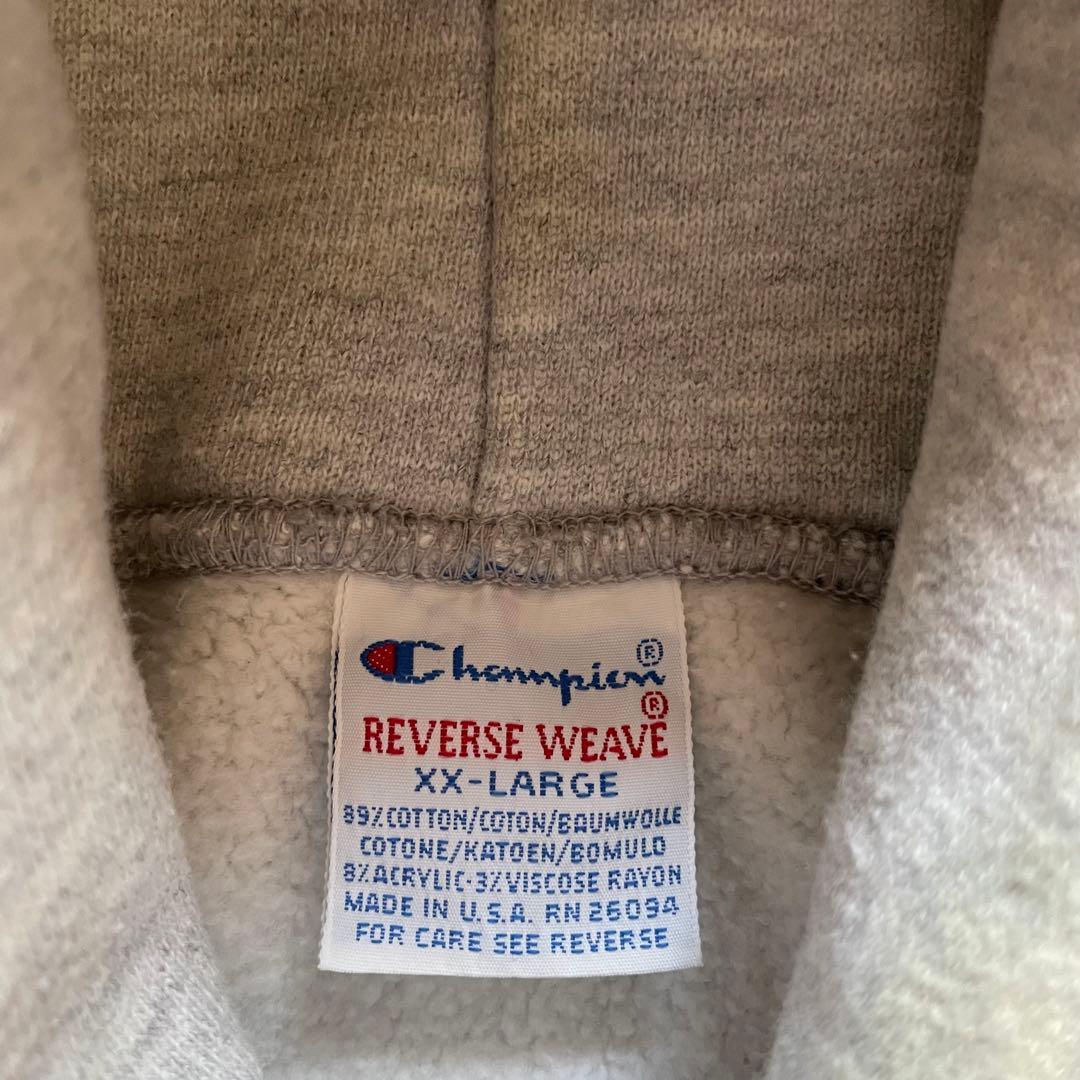 Champion®
REVERSE WEAVE®
XX-LARGE
89% COTTON/COTON/BAUMWOLLE
COTONE/KATOEN/BOMULD
8% ACRYLIC·3% VISCOSE RAYON
MADE IN U.S.A. RN 26094
FOR CARE SEE REVERSE